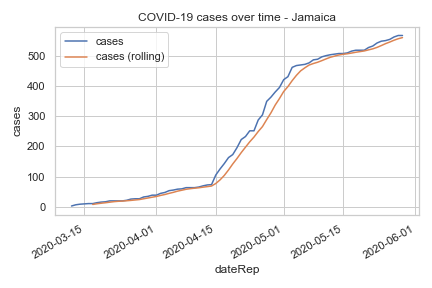 COVID-19 cases over time - Jamaica
cases
cases (rolling)
500
400
300
200
100
0
cases
2020-03-15
2020-04-01
2020-04-15
2020-05-01
2020-05-15
2020-06-01
dateRep